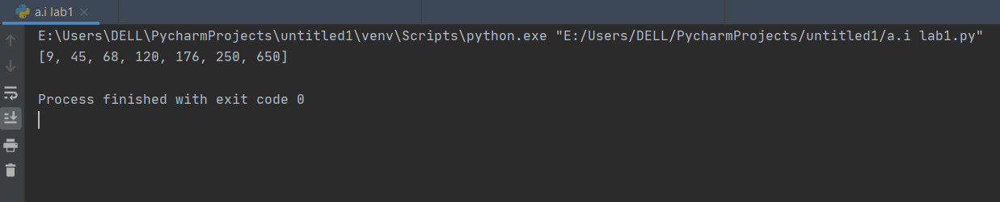 a.i lab1
E:\Users\DELL\PycharmProjects\untitled1\venv\Scripts\python.exe "E:/Users/DELL/PycharmProjects/untitled1/a.i lab1.py"
[9, 45, 68, 120, 176, 250, 650]
Process finished with exit code 0